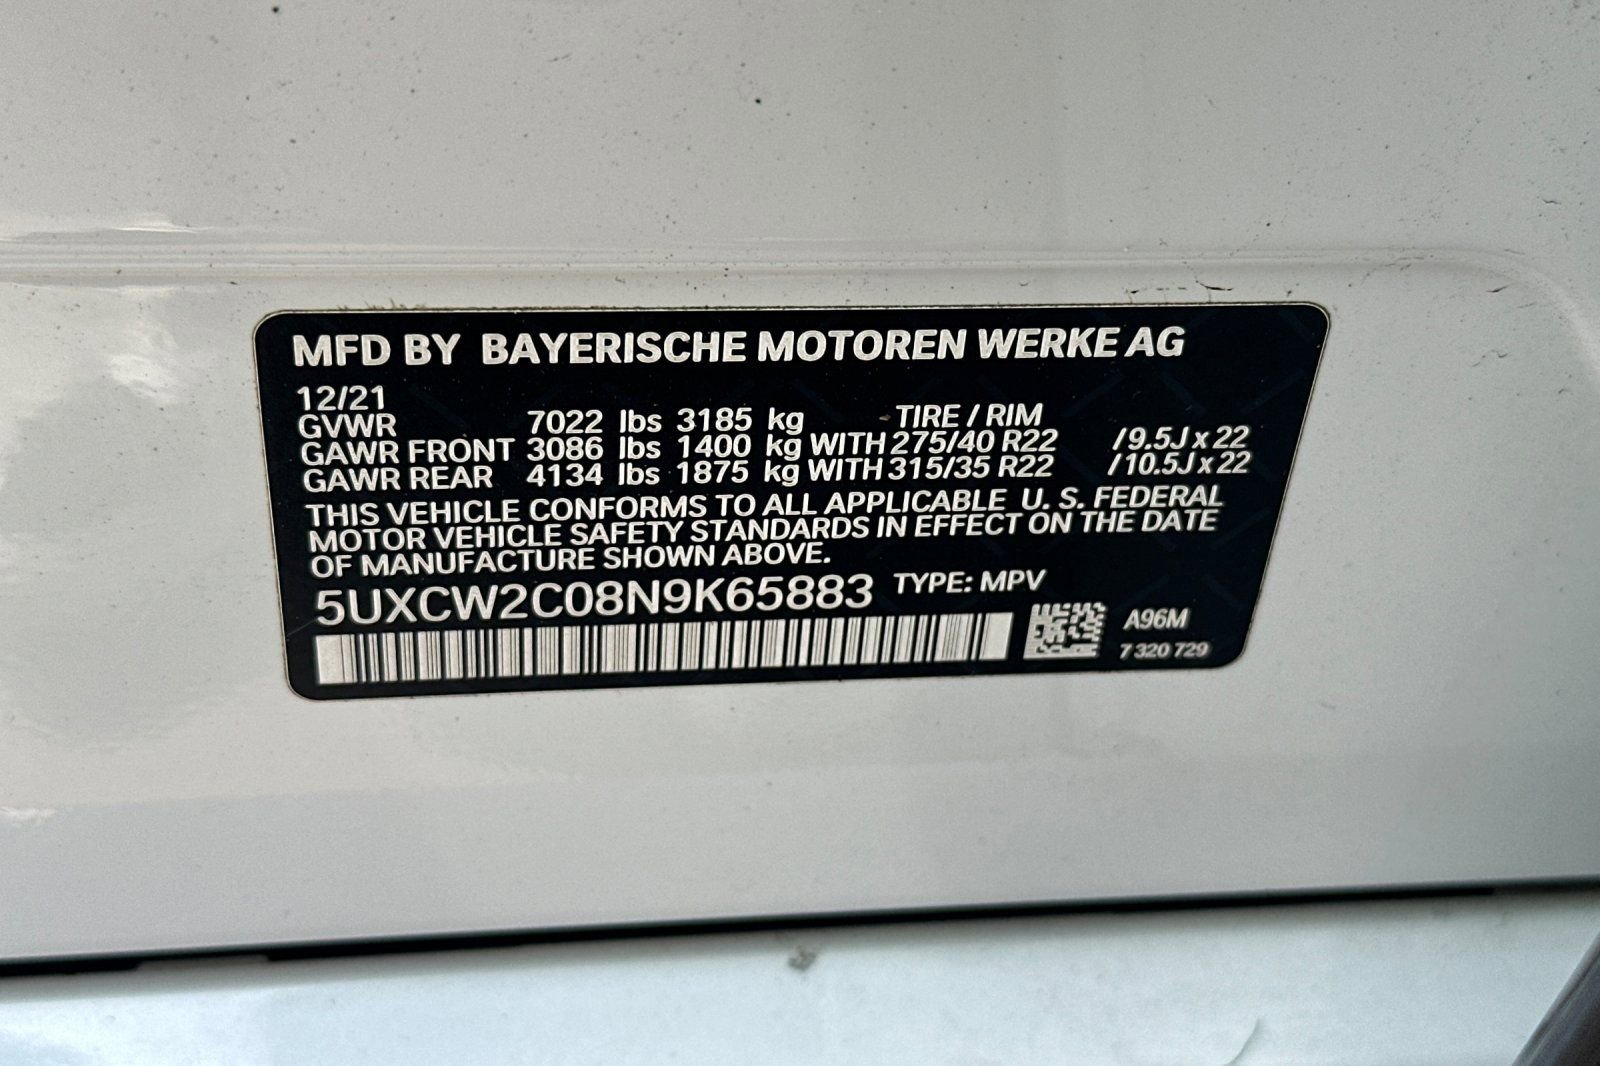 MFD BY BAYERISCHE MOTOREN WERKE AG
12/21
GVWR 7022 lbs 3185 kg TIRE / RIM
GAWR FRONT 3086 lbs 1400 kg WITH 275/40 R22 /9.5J x 22
GAWR REAR 4134 lbs 1875 kg WITH 315/35 R22 /10.5J x 22
THIS VEHICLE CONFORMS TO ALL APPLICABLE U. S. FEDERAL
MOTOR VEHICLE SAFETY STANDARDS IN EFFECT ON THE DATE
OF MANUFACTURE SHOWN ABOVE.
5UXCW2C08N9K65883 TYPE: MPV
A96M
7 320 729